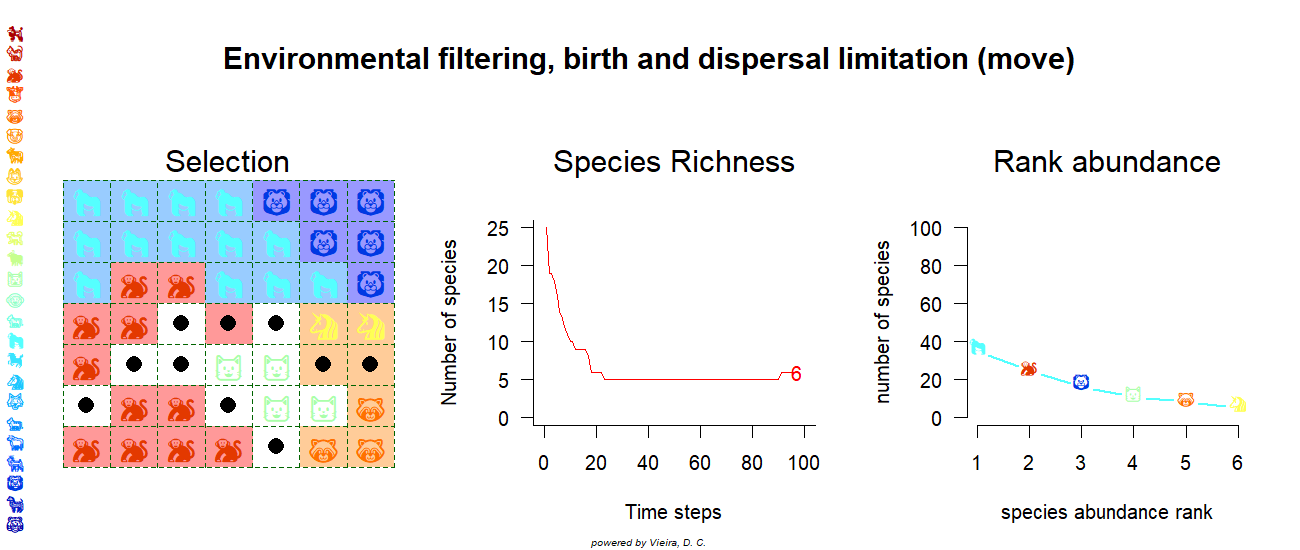 Environmental filtering, birth and dispersal limitation (move)
Selection
Species Richness
Number of species
25
20
15
10
5
0
6
0 20 40 60 80 100
Time steps
Rank abundance
number of species
100
80
60
40
20
0
1 2 3 4 5 6
species abundance rank
powered by Vieira, D. C.